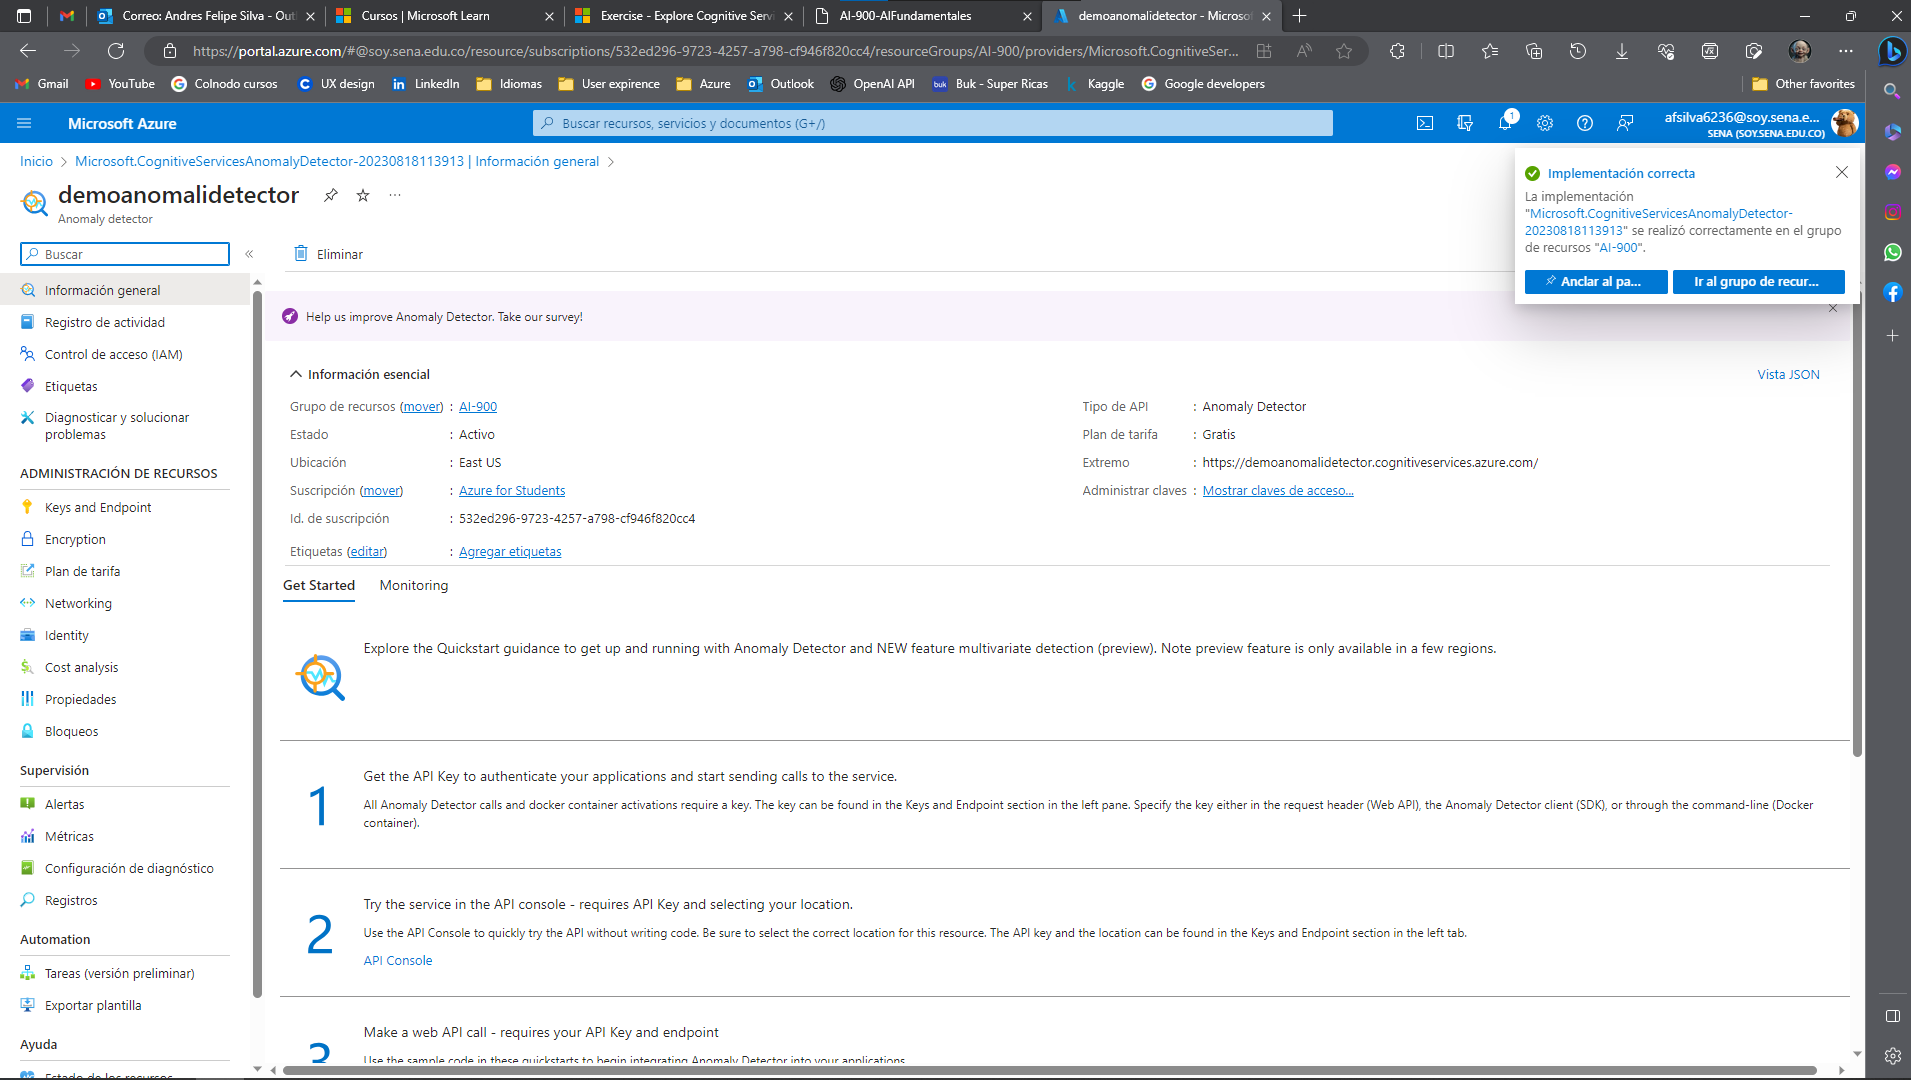 Correo: Andres Felipe Silva - Out
Cursos | Microsoft Learn
Exercise - Explore Cognitive Servi
AI-900-AIFundamentales
demoanomalidetector - Microsof
https://portal.azure.com/#@soy.sena.edu.co/resource/subscriptions/532ed296-9723-4257-a798-cf946f820cc4/resourceGroups/AI-900/providers/Microsoft.CognitiveSer...
Gmail
YouTube
Colnodo cursos
UX design
LinkedIn
Idiomas
User expirence
Azure
Outlook
OpenAI API
Buk - Super Ricas
Kaggle
Google developers
Other favorites
Microsoft Azure
Buscar recursos, servicios y documentos (G+/)
1
afsilva6236@soy.sena.e...
SENA (SOY.SENA.EDU.CO)
Inicio > Microsoft.CognitiveServicesAnomalyDetector-20230818113913 | Información general >
demoanomalidetector
Anomaly detector
Implementación correcta
La implementación
"Microsoft.CognitiveServicesAnomalyDetector-
20230818113913" se realizó correctamente en el grupo
de recursos "AI-900".
Anclar al pa...
Ir al grupo de recur...
Buscar
Eliminar
Información general
Registro de actividad
Control de acceso (IAM)
Etiquetas
Diagnosticar y solucionar
problemas
ADMINISTRACIÓN DE RECURSOS
Keys and Endpoint
Encryption
Plan de tarifa
Networking
Identity
Cost analysis
Propiedades
Bloqueos
Supervisión
Alertas
Métricas
Configuración de diagnóstico
Registros
Automation
Tareas (versión preliminar)
Exportar plantilla
Ayuda
Estado de los recursos
Help us improve Anomaly Detector. Take our survey!
Información esencial
Vista JSON
Grupo de recursos (mover) : AI-900
Estado : Activo
Ubicación : East US
Suscripción (mover) : Azure for Students
Id. de suscripción : 532ed296-9723-4257-a798-cf946f820cc4
Etiquetas (editar) : Agregar etiquetas
Tipo de API : Anomaly Detector
Plan de tarifa : Gratis
Extremo : https://demoanomalidetector.cognitiveservices.azure.com/
Administrar claves : Mostrar claves de acceso...
Get Started
Monitoring
Explore the Quickstart guidance to get up and running with Anomaly Detector and NEW feature multivariate detection (preview). Note preview feature is only available in a few regions.
1
Get the API Key to authenticate your applications and start sending calls to the service.
All Anomaly Detector calls and docker container activations require a key. The key can be found in the Keys and Endpoint section in the left pane. Specify the key either in the request header (Web API), the Anomaly Detector client (SDK), or through the command-line (Docker
container).
2
Try the service in the API console - requires API Key and selecting your location.
Use the API Console to quickly try the API without writing code. Be sure to select the correct location for this resource. The API key and the location can be found in the Keys and Endpoint section in the left tab.
API Console
3
Make a web API call - requires your API Key and endpoint
Use the sample code in these quickstarts to begin integrating Anomaly Detector into your applications.